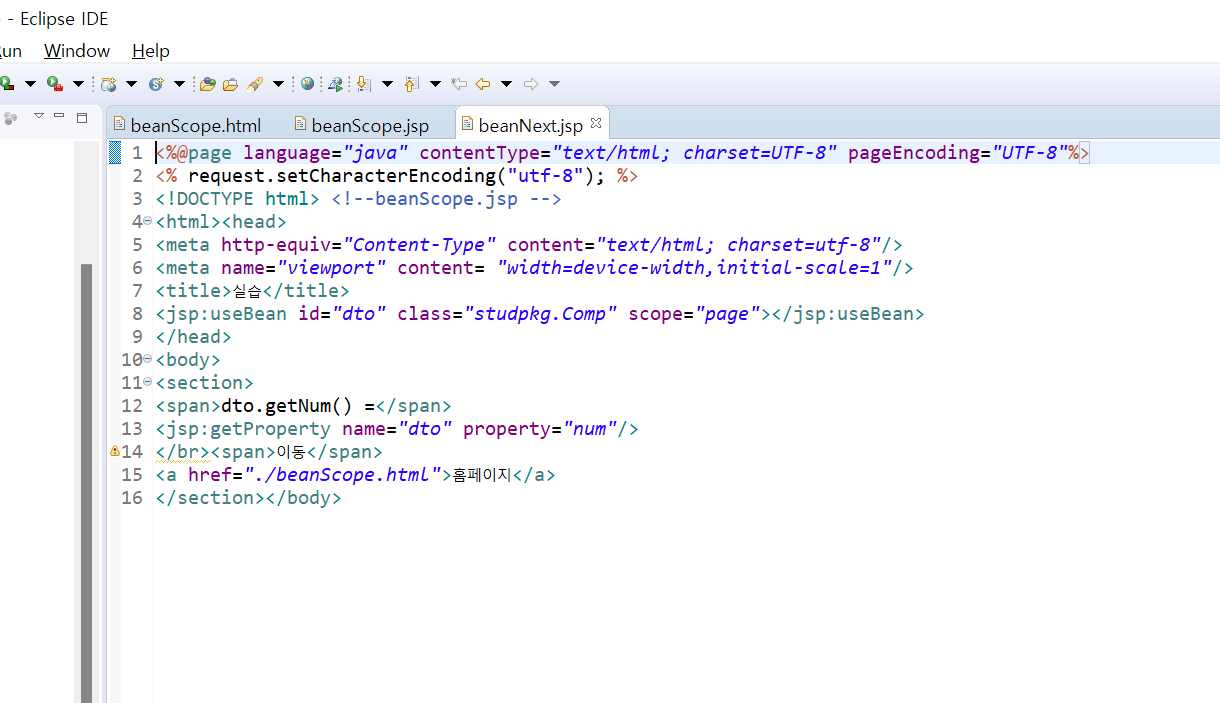 - Eclipse IDE
Run Window Help
beanScope.html beanScope.jsp beanNext.jsp
1 <%@page language="java" contentType="text/html; charset=UTF-8" pageEncoding="UTF-8"%>
2 <% request.setCharacterEncoding("utf-8"); %>
3 <!DOCTYPE html> <!--beanScope.jsp -->
4 <html><head>
5 <meta http-equiv="Content-Type" content="text/html; charset=utf-8"/>
6 <meta name="viewport" content= "width=device-width,initial-scale=1"/>
7 <title>실습</title>
8 <jsp:useBean id="dto" class="studpkg.Comp" scope="page"></jsp:useBean>
9 </head>
10 <body>
11 <section>
12 <span>dto.getNum() =</span>
13 <jsp:getProperty name="dto" property="num"/>
14 </br><span>이동</span>
15 <a href="./beanScope.html">홈페이지</a>
16 </section></body>